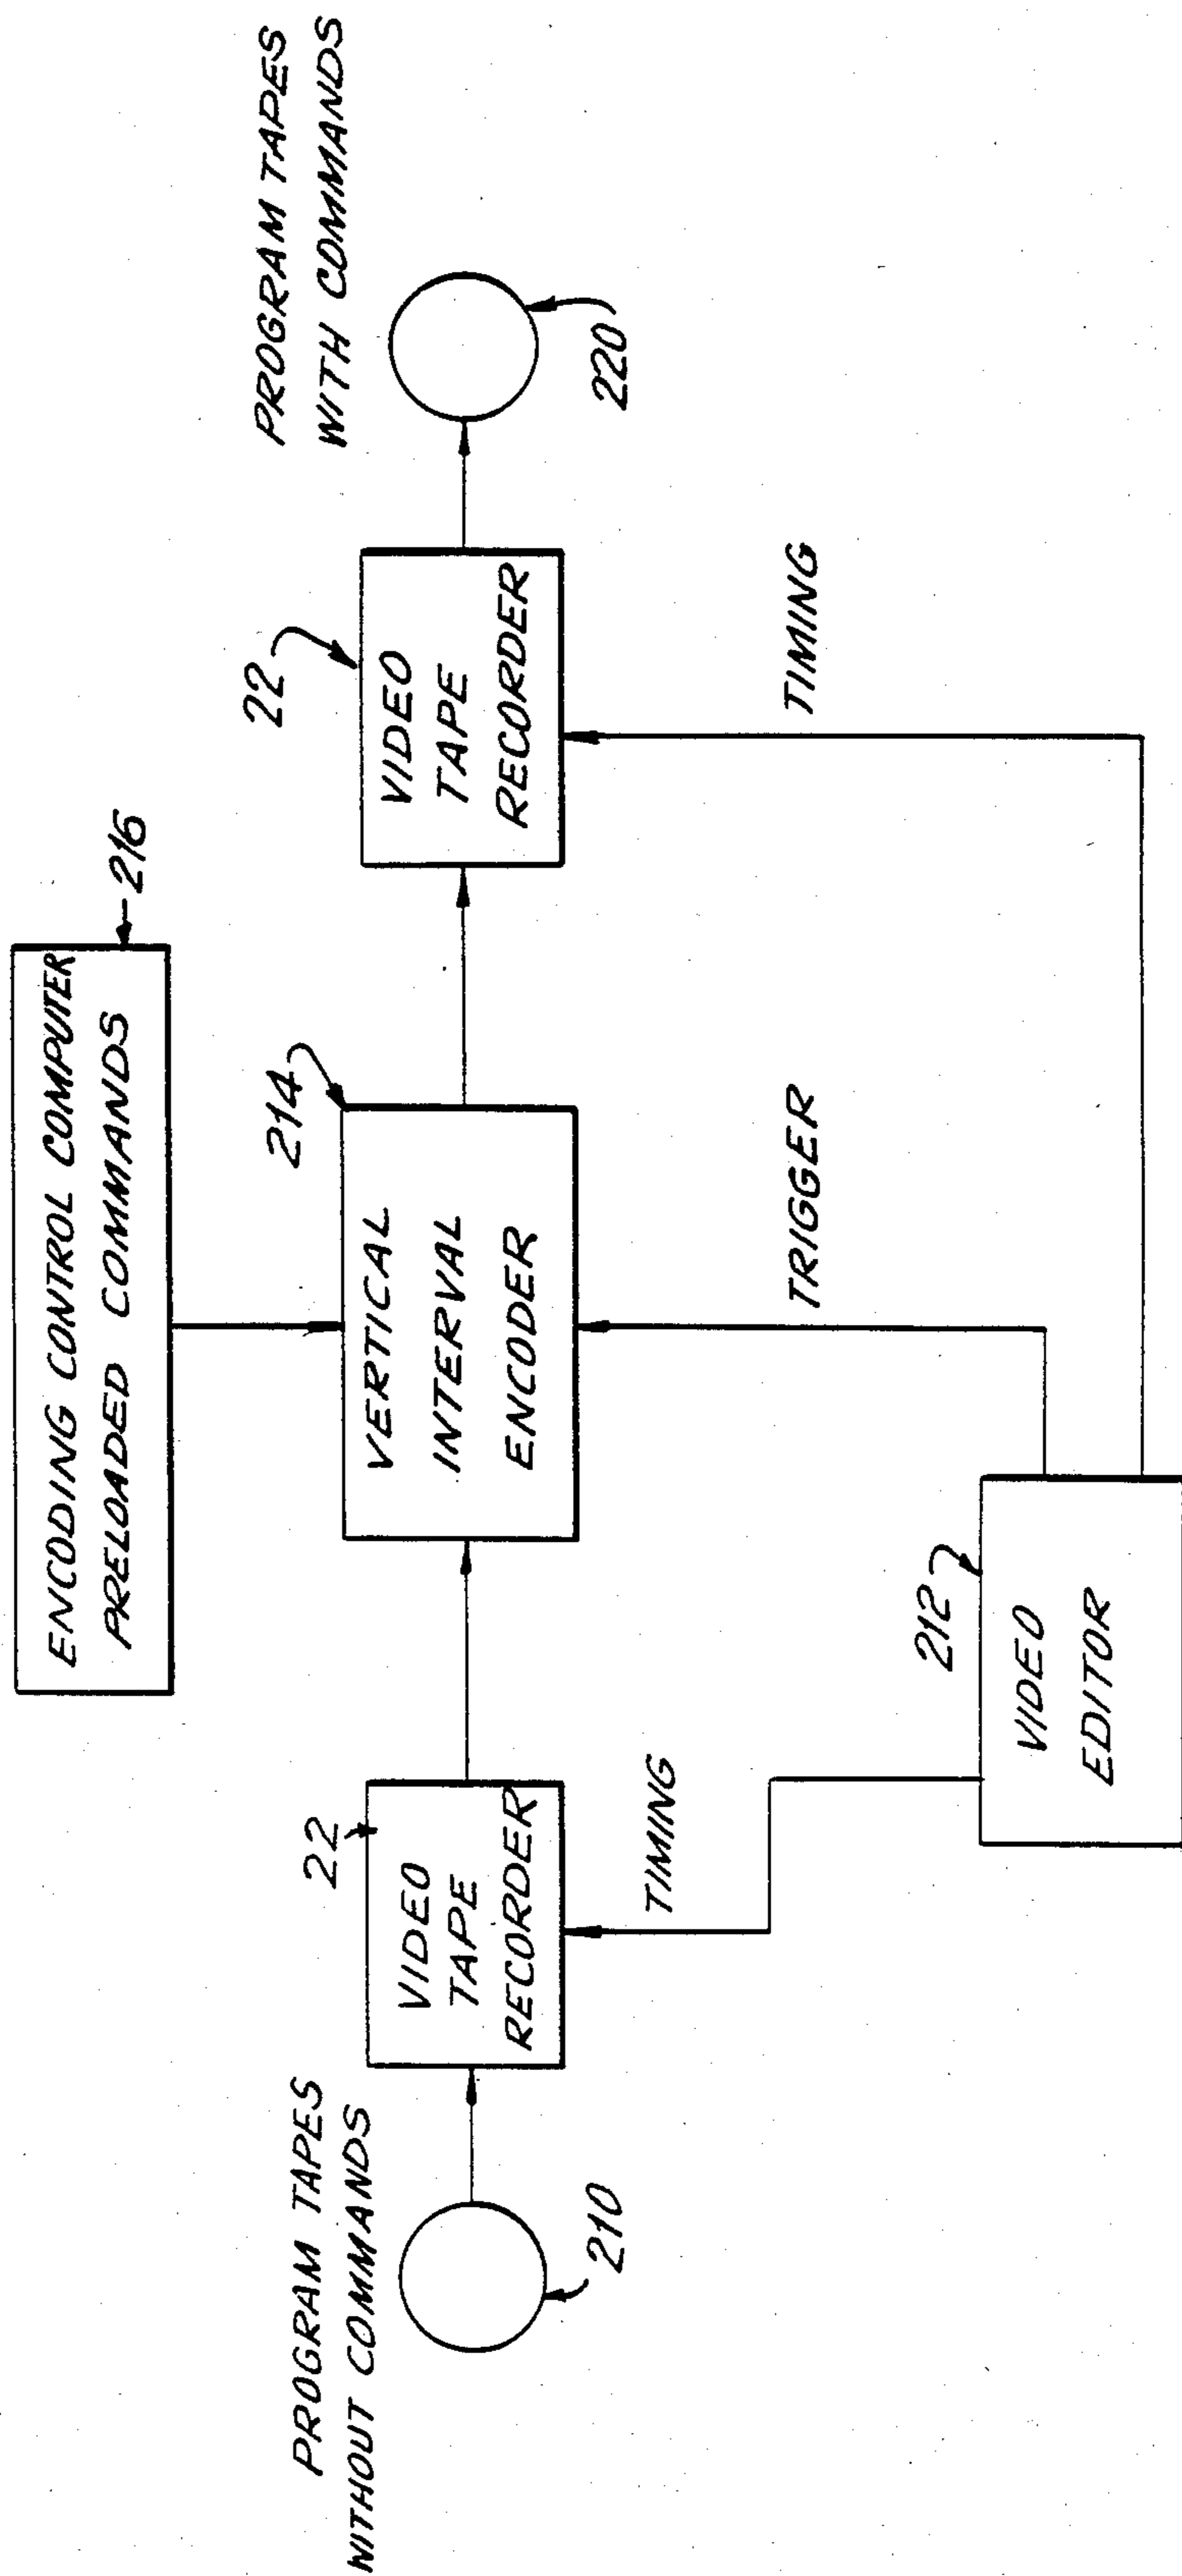 ENCODING CONTROL COMPUTER
PRELOADED COMMANDS
216
PROGRAM TAPES
WITHOUT COMMANDS
210
22
VIDEO
TAPE
RECORDER
214
VERTICAL
INTERVAL
ENCODER
22
VIDEO
TAPE
RECORDER
PROGRAM TAPES
WITH COMMANDS
220
TIMING
TRIGGER
TIMING
212
VIDEO
EDITOR